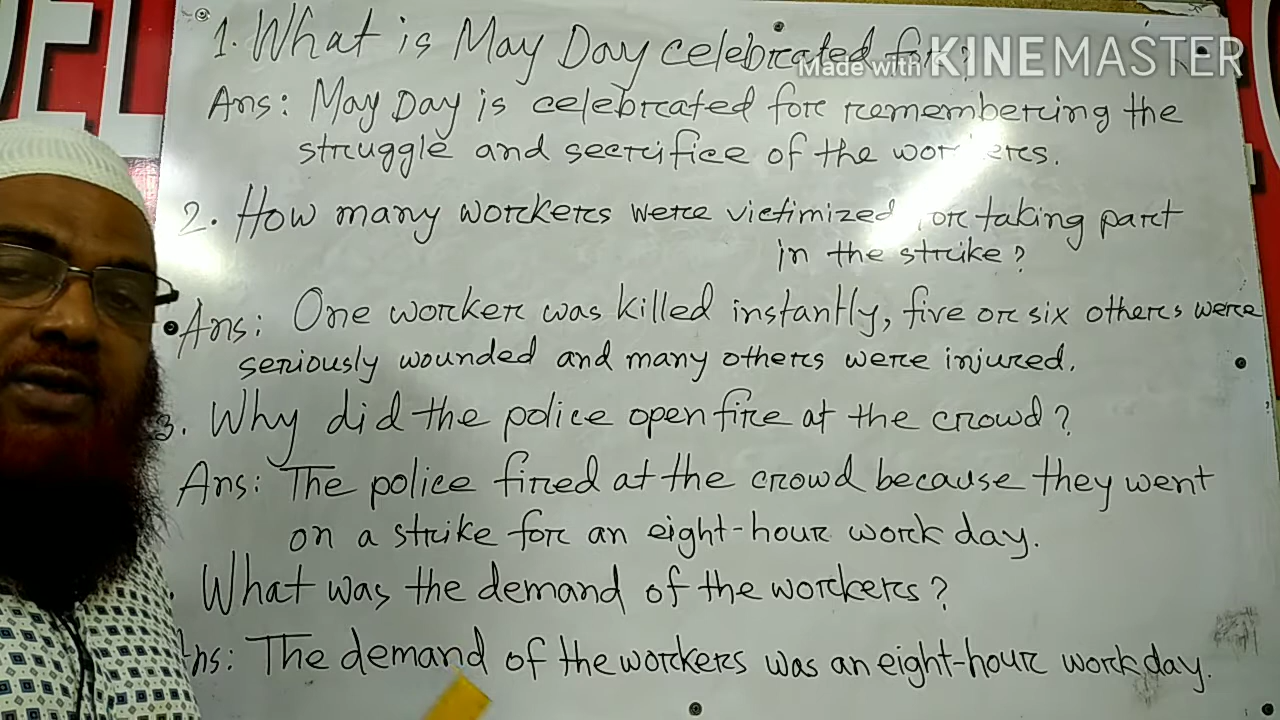 1. What is May Day celebrated for?
Made with KINEMASTER
Ans: May Day is celebrated for remembering the
struggle and secrifice of the workers.
2. How many workers were victimized for taking part
in the strike?
Ans: One worker was killed instantly, five or six others were
seriously wounded and many others were injured.
3. Why did the police open fire at the crowd?
Ans: The police fired at the crowd because they went
on a strike for an eight-hour work day.
What was the demand of the workers?
Ans: The demand of the workers was an eight-hour work day.